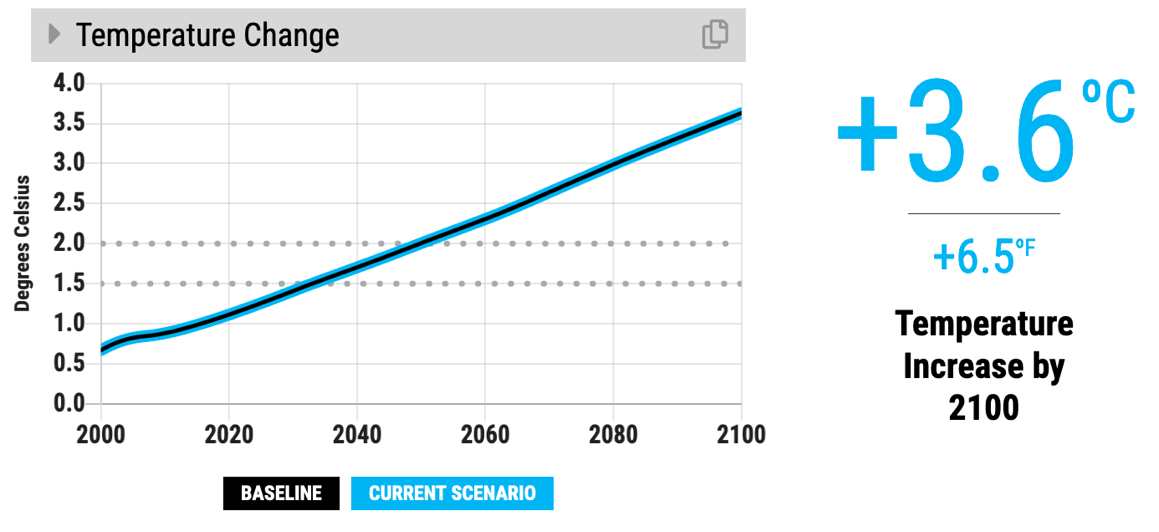 Temperature Change
4.0
3.5
3.0
2.5
2.0
1.5
1.0
0.5
0.0
Degrees Celsius
2000 2020 2040 2060 2080 2100
BASELINE CURRENT SCENARIO
+3.6 ºC
+6.5ºF
Temperature
Increase by
2100